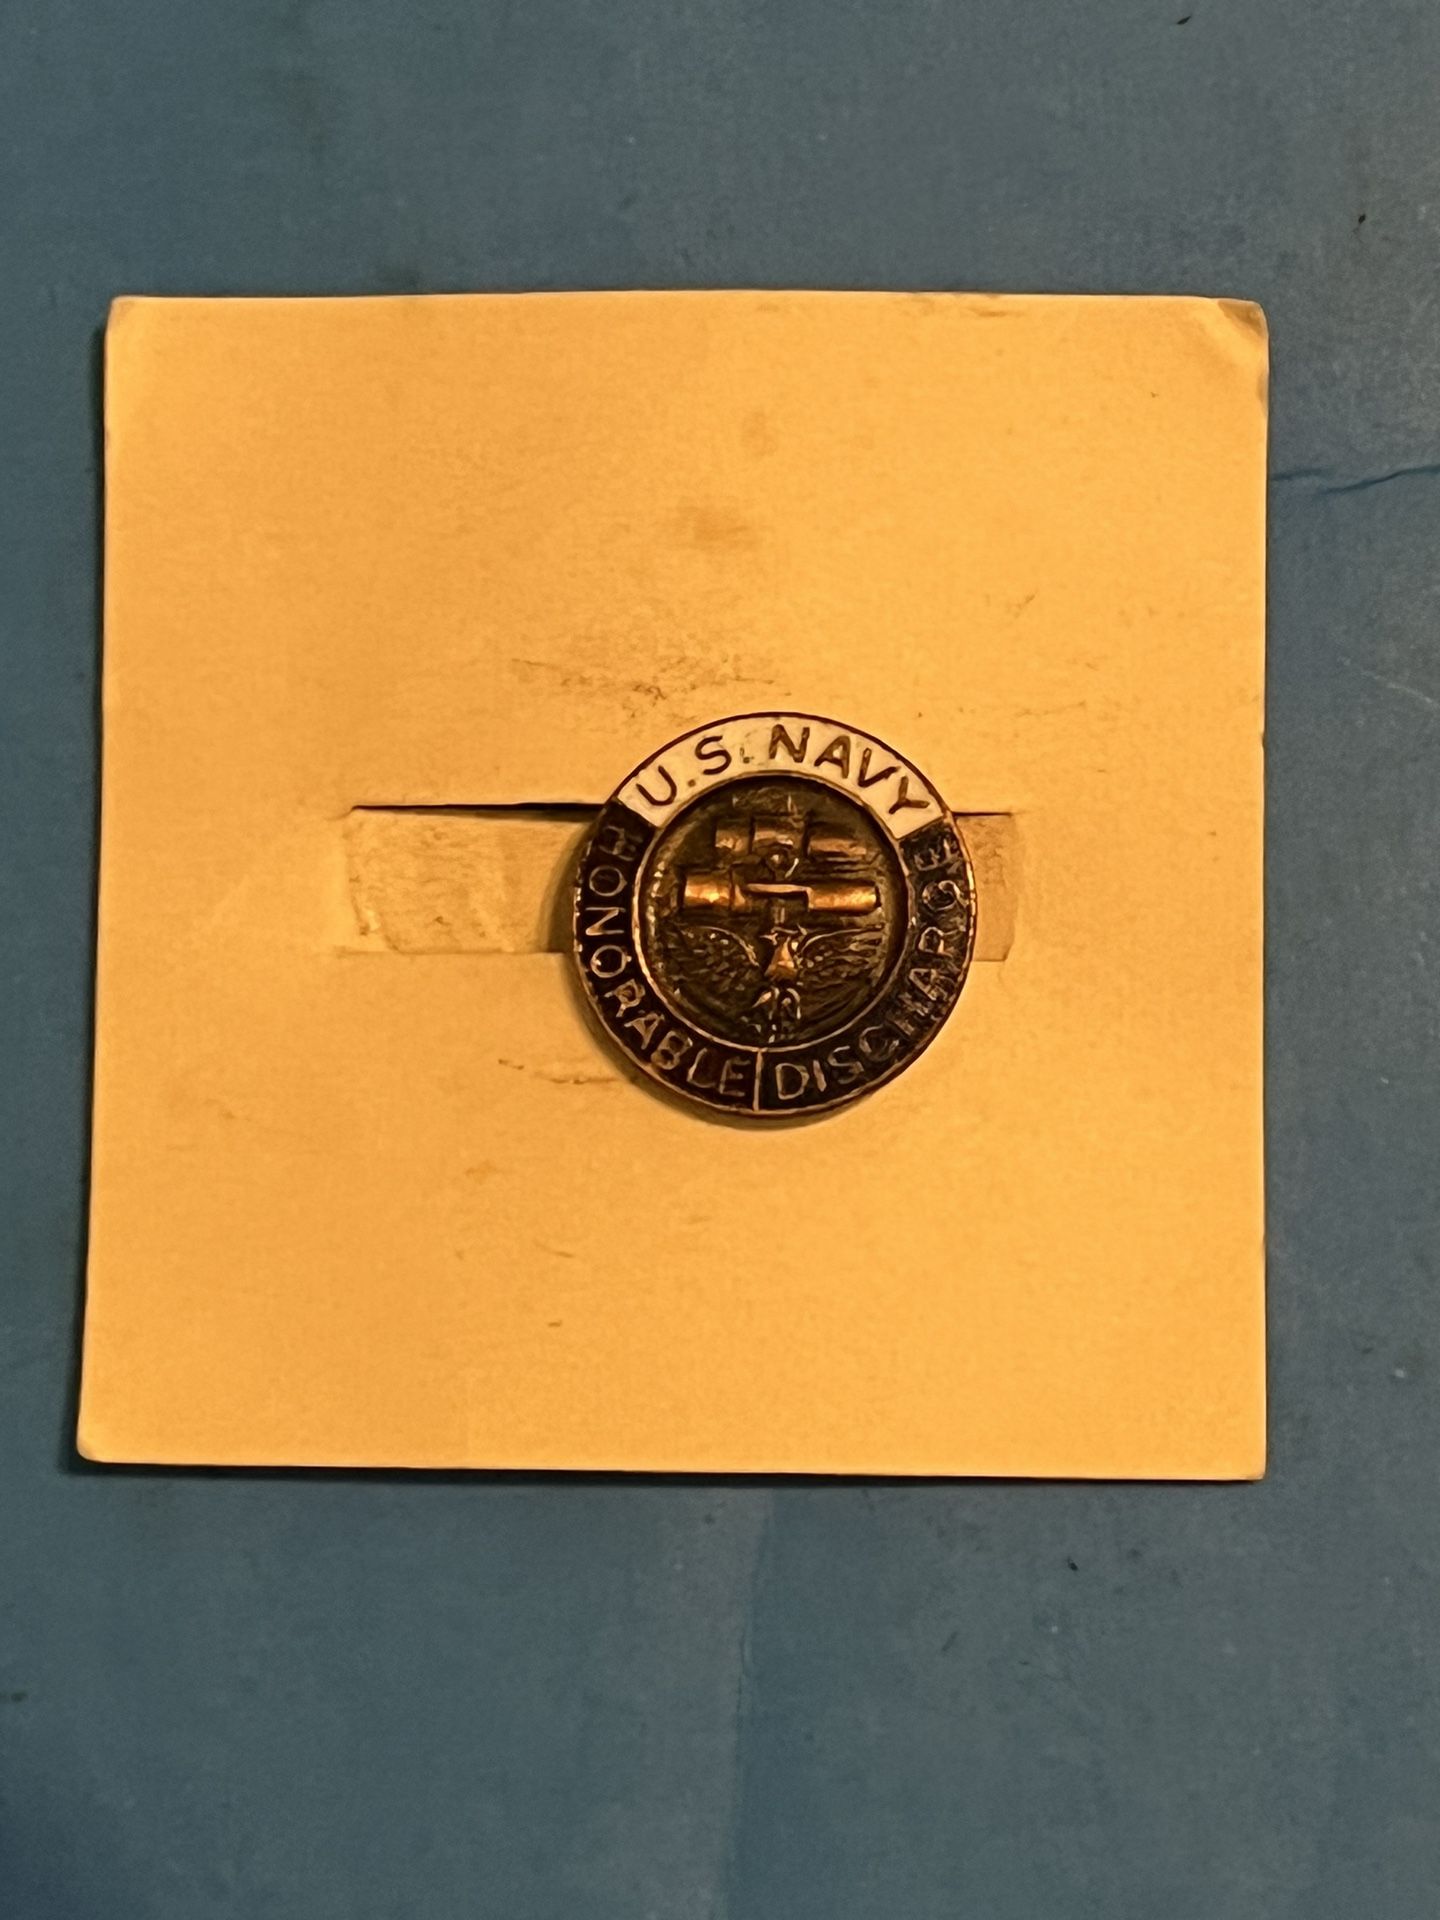 U.S. NAVY
HONORABLE
DISCHARGE